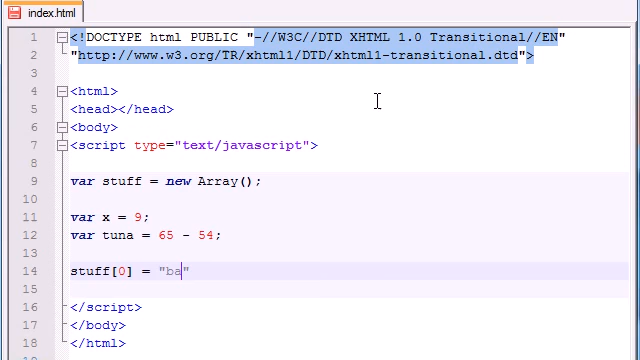 index.html
1 <!DOCTYPE html PUBLIC "-//W3C//DTD XHTML 1.0 Transitional//EN"
2 "http://www.w3.org/TR/xhtml1/DTD/xhtml1-transitional.dtd">
3
4 <html>
5 <head></head>
6 <body>
7 <script type="text/javascript">
8
9 var stuff = new Array();
10
11 var x = 9;
12 var tuna = 65 - 54;
13
14 stuff[0] = "ba"
15
16 </script>
17 </body>
18 </html>
19